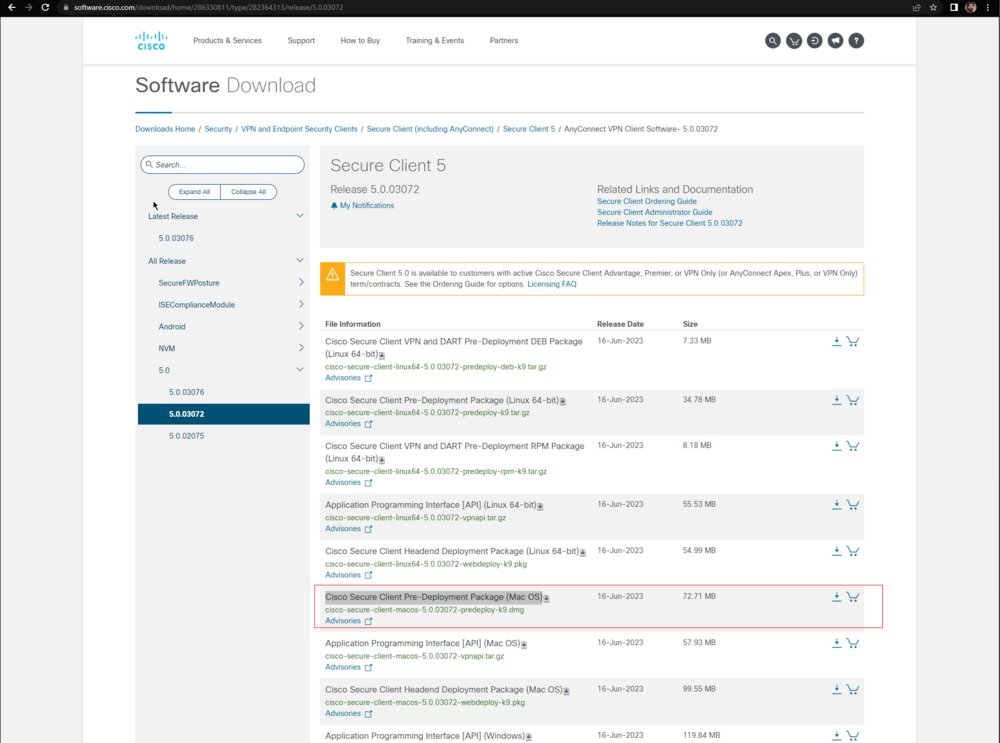 software.cisco.com/download/home/286330811/type/282364313/release/5.0.03072
CISCO
Products & Services
Support
How to Buy
Training & Events
Partners
Software Download
Downloads Home / Security / VPN and Endpoint Security Clients / Secure Client (including AnyConnect) / Secure Client 5 / AnyConnect VPN Client Software- 5.0.03072
Search...
Expand All
Collapse All
Latest Release
5.0.03076
All Release
SecureFWPosture
ISEComplianceModule
Android
NVM
5.0
5.0.03076
5.0.03072
5.0.02075
Secure Client 5
Release 5.0.03072
My Notifications
Related Links and Documentation
Secure Client Ordering Guide
Secure Client Administrator Guide
Release Notes for Secure Client 5.0.03072
Secure Client 5.0 is available to customers with active Cisco Secure Client Advantage, Premier, or VPN Only (or AnyConnect Apex, Plus, or VPN Only)
term/contracts. See the Ordering Guide for options. Licensing FAQ
File Information Release Date Size
Cisco Secure Client VPN and DART Pre-Deployment DEB Package 16-Jun-2023 7.33 MB
(Linux 64-bit)
cisco-secure-client-linux64-5.0.03072-predeploy-deb-k9.tar.gz
Advisories
Cisco Secure Client Pre-Deployment Package (Linux 64-bit) 16-Jun-2023 34.78 MB
cisco-secure-client-linux64-5.0.03072-predeploy-k9.tar.gz
Advisories
Cisco Secure Client VPN and DART Pre-Deployment RPM Package 16-Jun-2023 8.18 MB
(Linux 64-bit)
cisco-secure-client-linux64-5.0.03072-predeploy-rpm-k9.tar.gz
Advisories
Application Programming Interface [API] (Linux 64-bit) 16-Jun-2023 55.53 MB
cisco-secure-client-linux64-5.0.03072-vpnapi.tar.gz
Advisories
Cisco Secure Client Headend Deployment Package (Linux 64-bit) 16-Jun-2023 54.99 MB
cisco-secure-client-linux64-5.0.03072-webdeploy-k9.pkg
Advisories
Cisco Secure Client Pre-Deployment Package (Mac OS) 16-Jun-2023 72.71 MB
cisco-secure-client-macos-5.0.03072-predeploy-k9.dmg
Advisories
Application Programming Interface [API] (Mac OS) 16-Jun-2023 57.93 MB
cisco-secure-client-macos-5.0.03072-vpnapi.tar.gz
Advisories
Cisco Secure Client Headend Deployment Package (Mac OS) 16-Jun-2023 99.55 MB
cisco-secure-client-macos-5.0.03072-webdeploy-k9.pkg
Advisories
Application Programming Interface [API] (Windows) 16-Jun-2023 119.84 MB